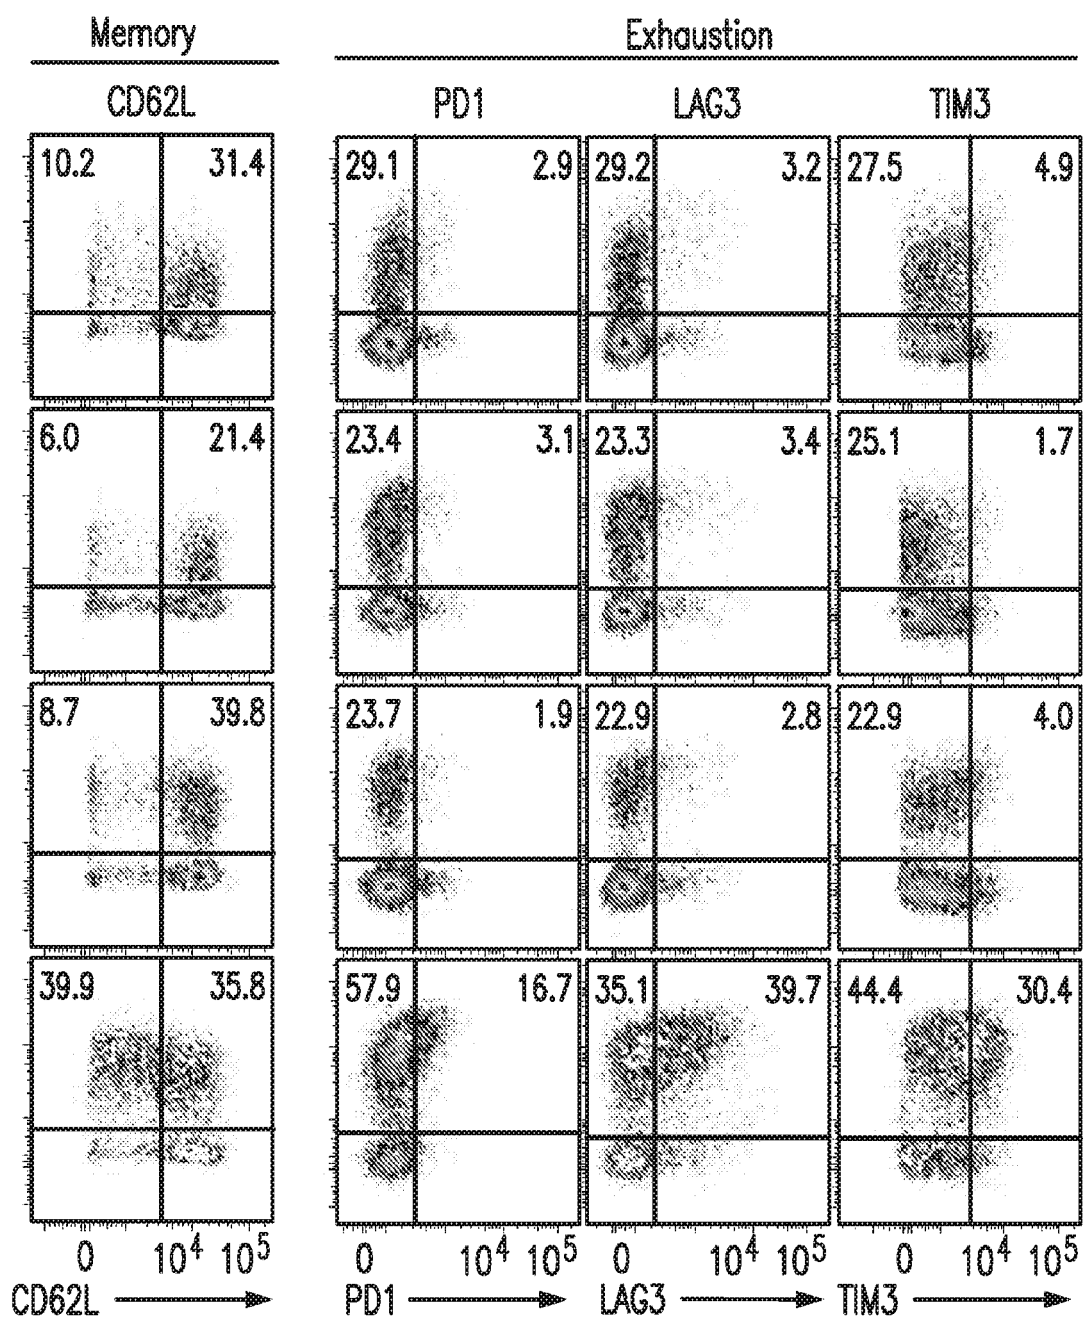 Memory Exhaustion
CD62L PD1 LAG3 TIM3
10.2 31.4 29.1 2.9 29.2 3.2 27.5 4.9
6.0 21.4 23.4 3.1 23.3 3.4 25.1 1.7
8.7 39.8 23.7 1.9 22.9 2.8 22.9 4.0
39.9 35.8 57.9 16.7 35.1 39.7 44.4 30.4
0 10⁴ 10⁵ 0 10⁴ 10⁵ 0 10⁴ 10⁵ 0 10⁴ 10⁵
CD62L PD1 LAG3 TIM3